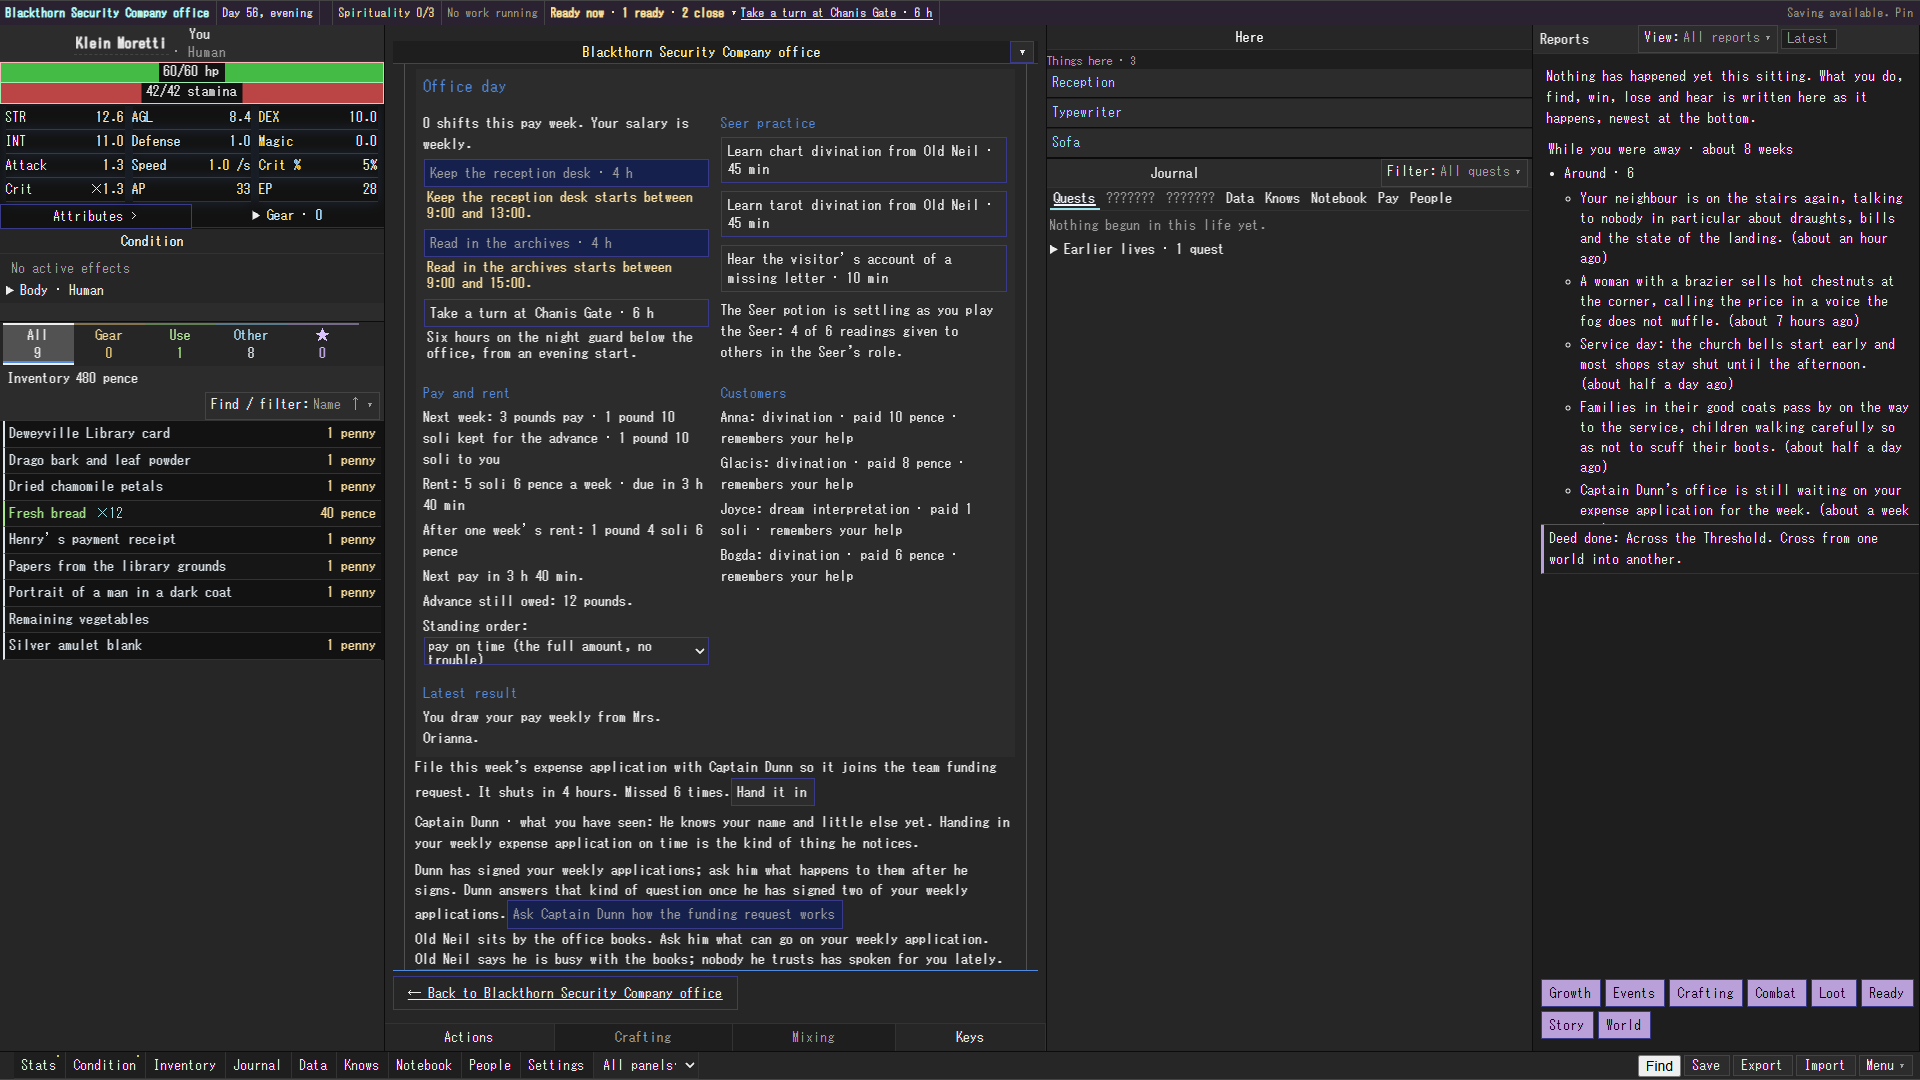 Blackthorn Security Company office
Day 56, evening
Spirituality 0/3
No work running
Ready now · 1 ready · 2 close ▾ Take a turn at Chanis Gate · 6 h
Saving available. Pin
Klein Moretti · You
Human
60/60 hp
42/42 stamina
STR 12.6 AGL 8.4 DEX 10.0
INT 11.0 Defense 1.0 Magic 0.0
Attack 1.3 Speed 1.0 /s Crit % 5%
Crit ×1.3 AP 33 EP 28
Attributes >
▶ Gear · 0
Condition
No active effects
▶ Body · Human
All 9
Gear 0
Use 1
Other 8
★ 0
Inventory 480 pence
Find / filter: Name ↑ ▾
Deweyville Library card 1 penny
Drago bark and leaf powder 1 penny
Dried chamomile petals 1 penny
Fresh bread ×12 40 pence
Henry's payment receipt 1 penny
Papers from the library grounds 1 penny
Portrait of a man in a dark coat 1 penny
Remaining vegetables
Silver amulet blank 1 penny
Blackthorn Security Company office
▾
Office day
0 shifts this pay week. Your salary is
weekly.
Keep the reception desk · 4 h
Keep the reception desk starts between
9:00 and 13:00.
Read in the archives · 4 h
Read in the archives starts between
9:00 and 15:00.
Take a turn at Chanis Gate · 6 h
Six hours on the night guard below the
office, from an evening start.
Seer practice
Learn chart divination from Old Neil ·
45 min
Learn tarot divination from Old Neil ·
45 min
Hear the visitor's account of a
missing letter · 10 min
The Seer potion is settling as you play
the Seer: 4 of 6 readings given to
others in the Seer's role.
Pay and rent
Next week: 3 pounds pay · 1 pound 10
soli kept for the advance · 1 pound 10
soli to you
Rent: 5 soli 6 pence a week · due in 3 h
40 min
After one week's rent: 1 pound 4 soli 6
pence
Next pay in 3 h 40 min.
Advance still owed: 12 pounds.
Standing order:
pay on time (the full amount, no
trouble)
Customers
Anna: divination · paid 10 pence ·
remembers your help
Glacis: divination · paid 8 pence ·
remembers your help
Joyce: dream interpretation · paid 1
soli · remembers your help
Bogda: divination · paid 6 pence ·
remembers your help
Latest result
You draw your pay weekly from Mrs.
Orianna.
File this week's expense application with Captain Dunn so it joins the team funding
request. It shuts in 4 hours. Missed 6 times. Hand it in
Captain Dunn · what you have seen: He knows your name and little else yet. Handing in
your weekly expense application on time is the kind of thing he notices.
Dunn has signed your weekly applications; ask him what happens to them after he
signs. Dunn answers that kind of question once he has signed two of your weekly
applications. Ask Captain Dunn how the funding request works
Old Neil sits by the office books. Ask him what can go on your weekly application.
Old Neil says he is busy with the books; nobody he trusts has spoken for you lately.
← Back to Blackthorn Security Company office
Actions
Crafting
Mixing
Keys
Here
Things here · 3
Reception
Typewriter
Sofa
Journal
Filter: All quests ▾
Quests ??????? ??????? Data Knows Notebook Pay People
Nothing begun in this life yet.
▶ Earlier lives · 1 quest
Reports
View: All reports ▾
Latest
Nothing has happened yet this sitting. What you do,
find, win, lose and hear is written here as it
happens, newest at the bottom.
While you were away · about 8 weeks
• Around · 6
Your neighbour is on the stairs again, talking
to nobody in particular about draughts, bills
and the state of the landing. (about an hour
ago)
A woman with a brazier sells hot chestnuts at
the corner, calling the price in a voice the
fog does not muffle. (about 7 hours ago)
Service day: the church bells start early and
most shops stay shut until the afternoon.
(about half a day ago)
Families in their good coats pass by on the way
to the service, children walking carefully so
as not to scuff their boots. (about half a day
ago)
Captain Dunn's office is still waiting on your
expense application for the week. (about a week
Deed done: Across the Threshold. Cross from one
world into another.
Growth Events Crafting Combat Loot Ready
Story World
Stats Condition Inventory Journal Data Knows Notebook People Settings All panels
Find Save Export Import Menu ▾